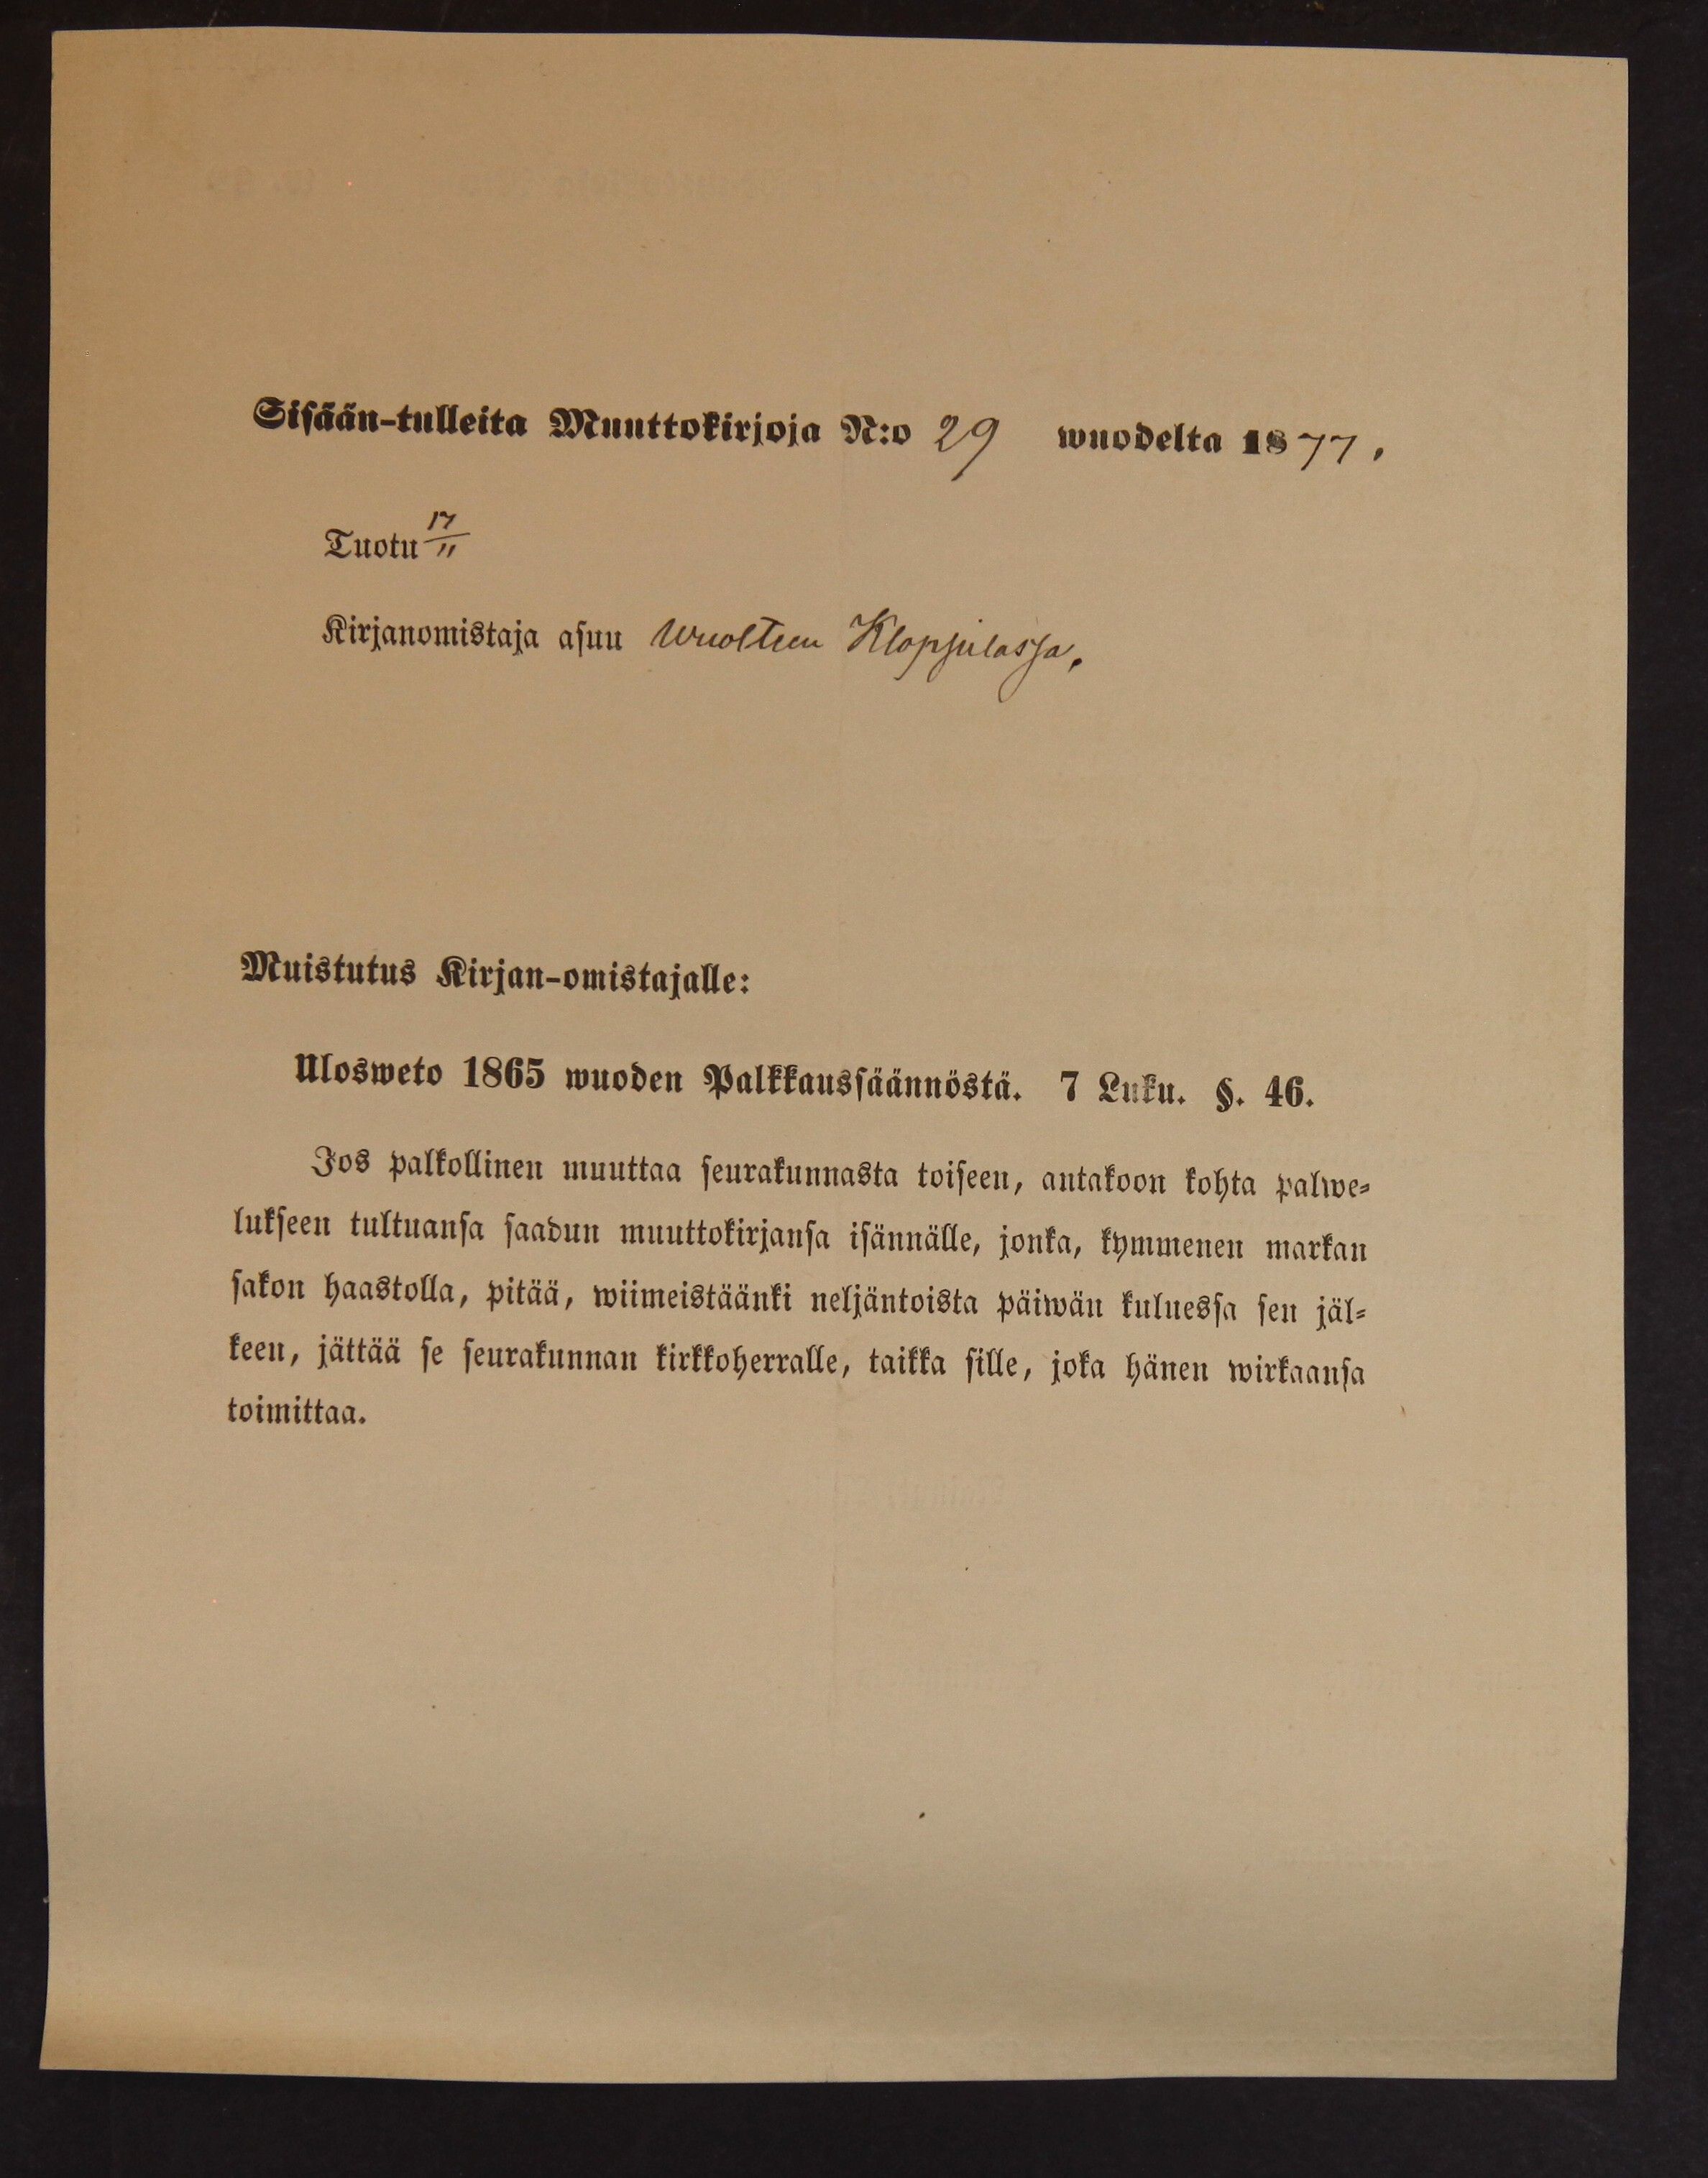 Sisään-tulleita Muuttokirjoja N:o 29 wuodelta 1877.
Tuotu 17/11
Kirjanomistaja asuu Wuolteen
Muistutus Kirjan-omistajalle:
Ulosweto 1865 wuoden Palkkaussäännöstä. 7 Luku. §. 46.
Jos palkollinen muuttaa seurakunnasta toiseen, antakoon kohta palwe-
lukseen tultuansa saadun muuttokirjansa isännälle, jonka, kymmenen markan
sakon haastolla, pitää, wiimeistäänki neljäntoista päiwän kuluessa sen jäl-
keen, jättää se seurakunnan kirkkoherralle, taikka sille, joka hänen wirkaansa
toimittaa.